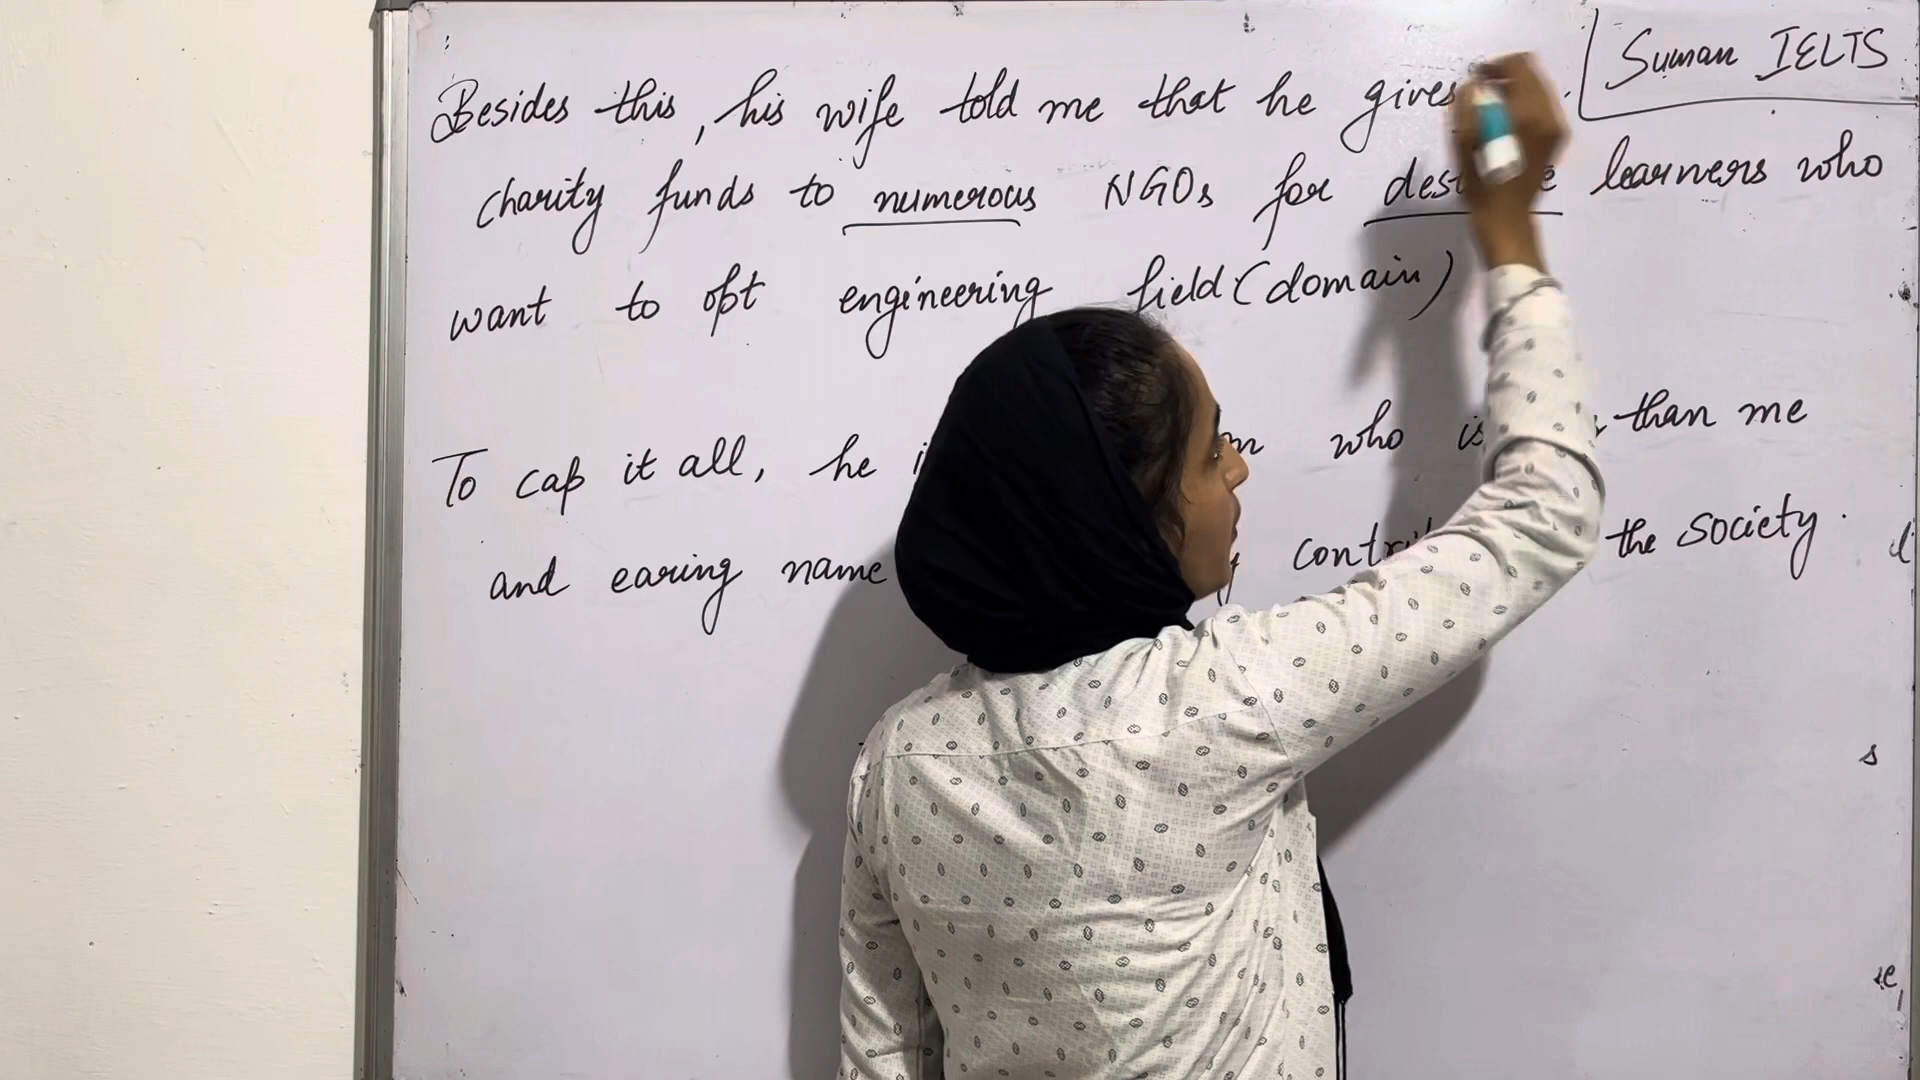 Suman IELTS
Besides this, his wife told me that he gives
charity funds to numerous NGOs for learners who
want to opt engineering field (domain)
To cap it all, he who is than me
and earing name the society.